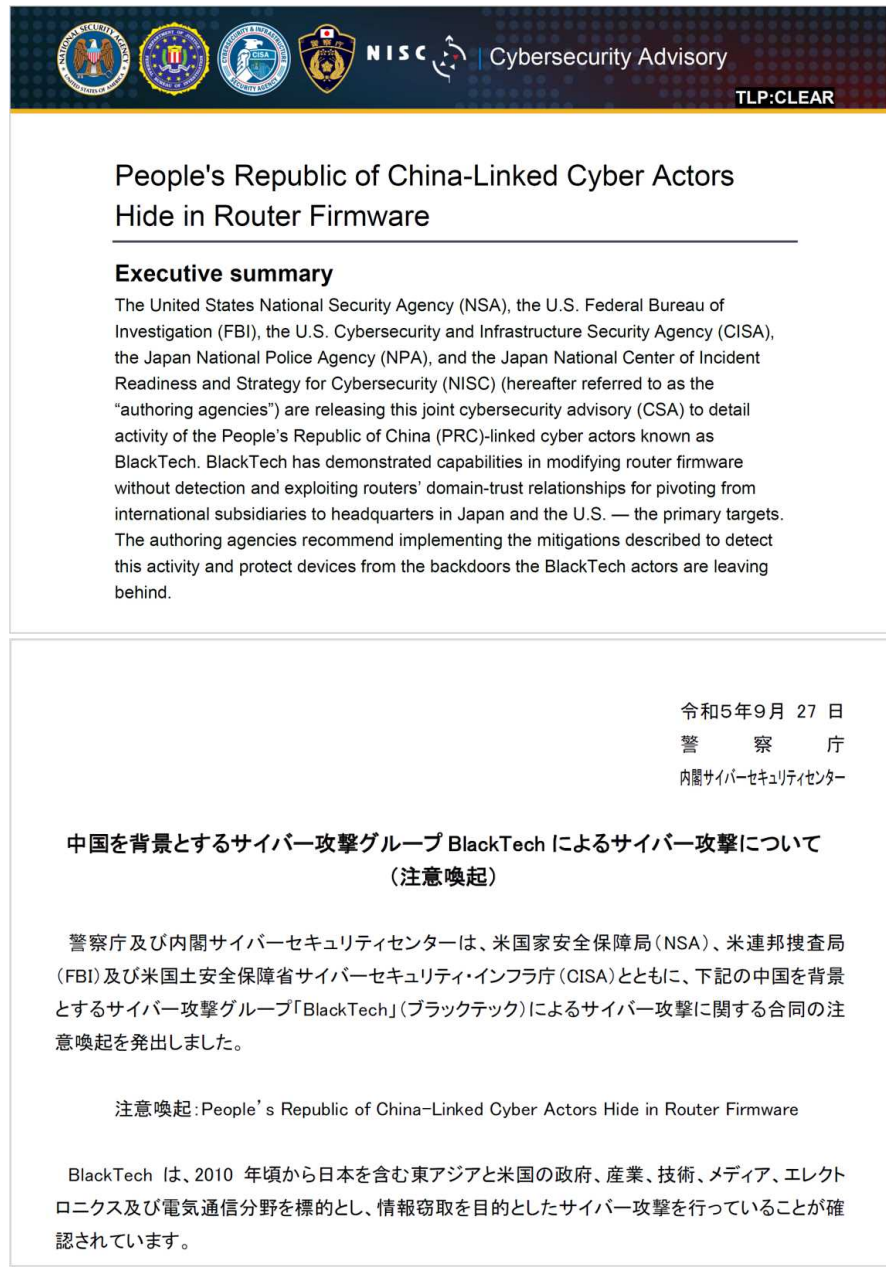 NISC | Cybersecurity Advisory
TLP:CLEAR
People's Republic of China-Linked Cyber Actors
Hide in Router Firmware
Executive summary
The United States National Security Agency (NSA), the U.S. Federal Bureau of
Investigation (FBI), the U.S. Cybersecurity and Infrastructure Security Agency (CISA),
the Japan National Police Agency (NPA), and the Japan National Center of Incident
Readiness and Strategy for Cybersecurity (NISC) (hereafter referred to as the
“authoring agencies”) are releasing this joint cybersecurity advisory (CSA) to detail
activity of the People’s Republic of China (PRC)-linked cyber actors known as
BlackTech. BlackTech has demonstrated capabilities in modifying router firmware
without detection and exploiting routers’ domain-trust relationships for pivoting from
international subsidiaries to headquarters in Japan and the U.S. — the primary targets.
The authoring agencies recommend implementing the mitigations described to detect
this activity and protect devices from the backdoors the BlackTech actors are leaving
behind.
令和5年9月 27 日
警 察 庁
内閣サイバーセキュリティセンター
中国を背景とするサイバー攻撃グループ BlackTech によるサイバー攻撃について
（注意喚起）
警察庁及び内閣サイバーセキュリティセンターは、米国家安全保障局（NSA）、米連邦捜査局
（FBI）及び米国土安全保障省サイバーセキュリティ・インフラ庁（CISA）とともに、下記の中国を背景
とするサイバー攻撃グループ「BlackTech」（ブラックテック）によるサイバー攻撃に関する合同の注
意喚起を発出しました。
注意喚起：People’s Republic of China-Linked Cyber Actors Hide in Router Firmware
BlackTech は、2010 年頃から日本を含む東アジアと米国の政府、産業、技術、メディア、エレクト
ロニクス及び電気通信分野を標的とし、情報窃取を目的としたサイバー攻撃を行っていることが確
認されています。